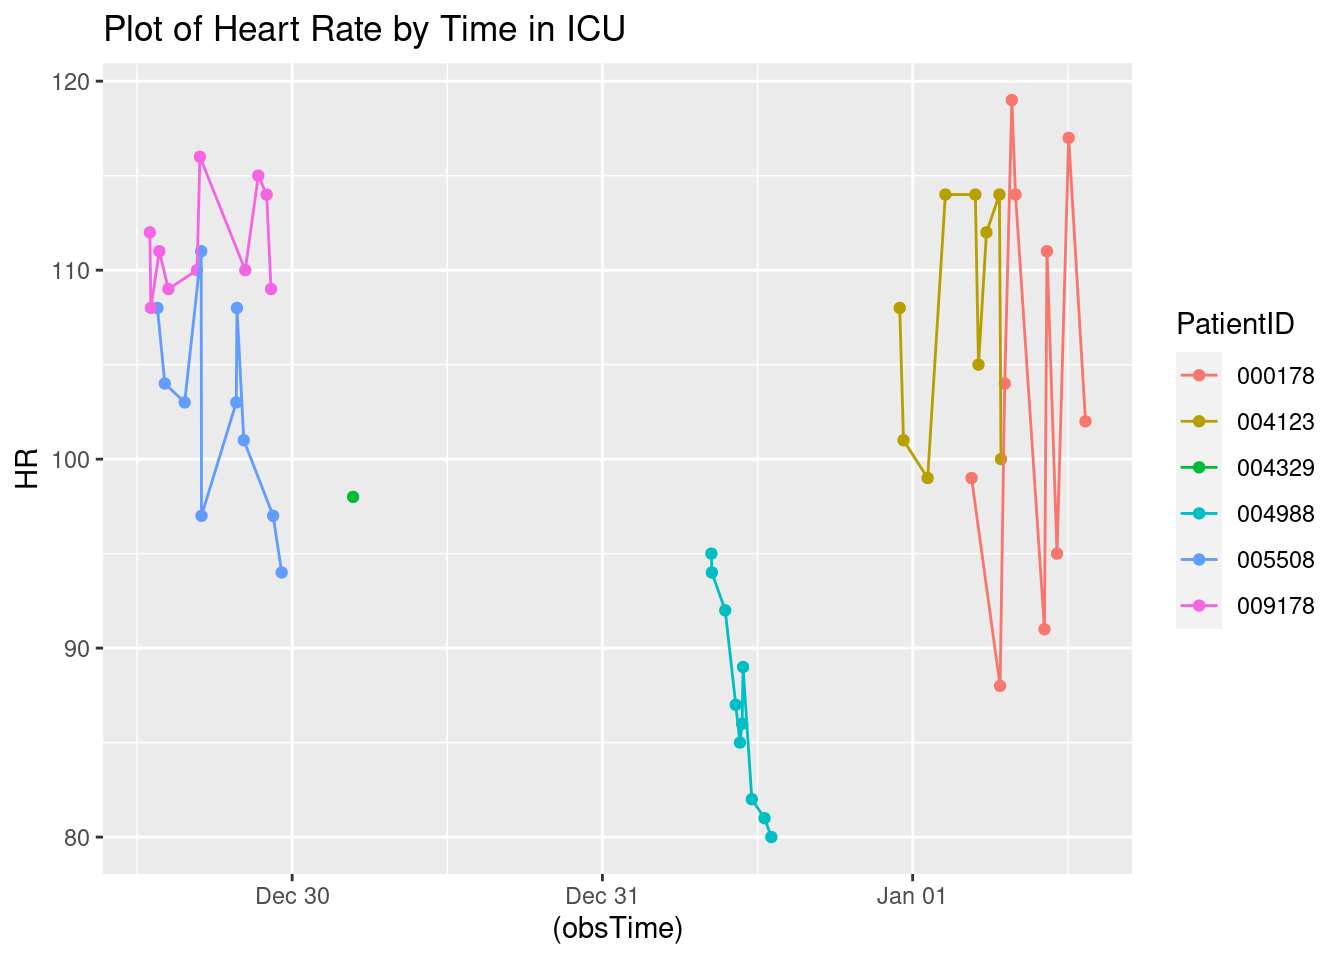 Plot of Heart Rate by Time in ICU
120
110
100
90
80
HR
Dec 30
Dec 31
Jan 01
(obsTime)
PatientID
000178
004123
004329
004988
005508
009178